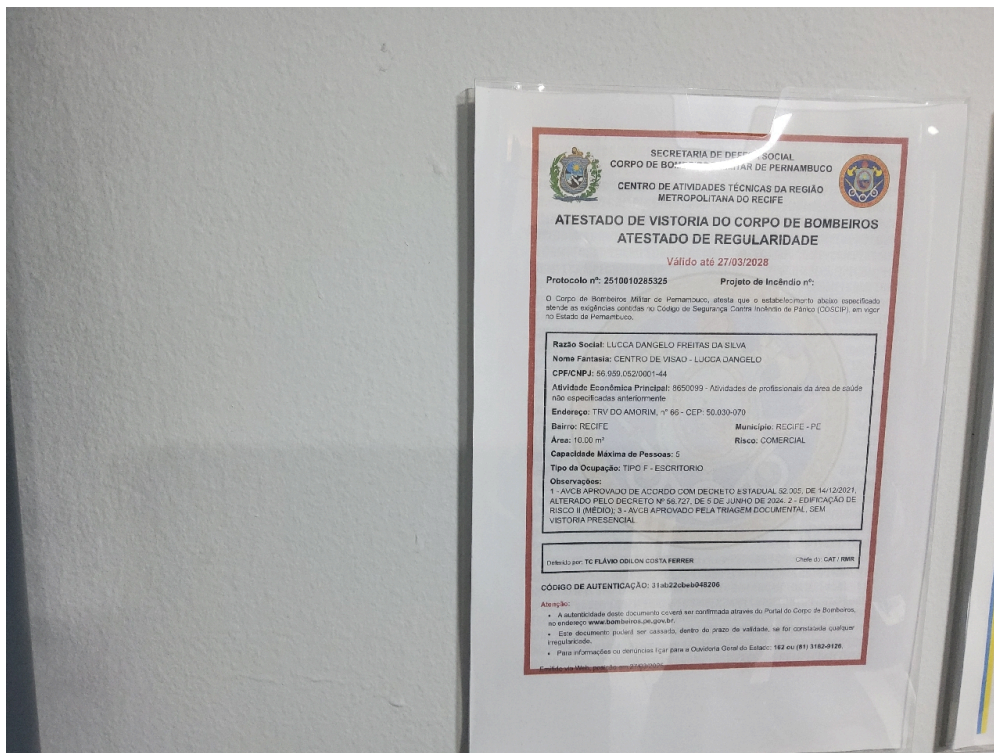 SECRETARIA DE DEFESA SOCIAL
CORPO DE BOMBEIROS MILITAR DE PERNAMBUCO
CENTRO DE ATIVIDADES TÉCNICAS DA REGIÃO
METROPOLITANA DO RECIFE
ATESTADO DE VISTORIA DO CORPO DE BOMBEIROS
ATESTADO DE REGULARIDADE
Válido até 27/03/2028
Protocolo nº: 2510010285325 Projeto de Incêndio nº:
O Corpo de Bombeiros Militar de Pernambuco, atesta que o estabelecimento abaixo especificado
atende as exigências contidas no Código de Segurança Contra Incêndio de Pânico (COSCIP), em vigor
no Estado de Pernambuco.
Razão Social: LUCCA DANGELO FREITAS DA SILVA
Nome Fantasia: CENTRO DE VISAO - LUCCA DANGELO
CPF/CNPJ: 56.959.052/0001-44
Atividade Econômica Principal: 8650099 - Atividades de profissionais da área de saúde
não especificadas anteriormente
Endereço: TRV DO AMORIM, nº 66 - CEP: 50.030-070
Bairro: RECIFE Município: RECIFE - PE
Área: 10.00 m² Risco: COMERCIAL
Capacidade Máxima de Pessoas: 5
Tipo da Ocupação: TIPO F - ESCRITORIO
Observações:
1 - AVCB APROVADO DE ACORDO COM DECRETO ESTADUAL 52.005, DE 14/12/2021,
ALTERADO PELO DECRETO Nº 56.727, DE 5 DE JUNHO DE 2024. 2 - EDIFICAÇÃO DE
RISCO II (MÉDIO); 3 - AVCB APROVADO PELA TRIAGEM DOCUMENTAL, SEM
VISTORIA PRESENCIAL
Deferido por: TC FLÁVIO ODILON COSTA FERRER Chefe do CAT / RMR
CÓDIGO DE AUTENTICAÇÃO: 31ab22cbeb048206
Atenção:
• A autenticidade deste documento deverá ser confirmada através do Portal do Corpo de Bombeiros,
no endereço www.bombeiros.pe.gov.br.
• Este documento poderá ser cassado, dentro do prazo de validade, se for constatada qualquer
irregularidade.
• Para informações ou denúncias ligar para a Ouvidoria Geral do Estado: 162 ou (81) 3182-9126.
Emitido via Web